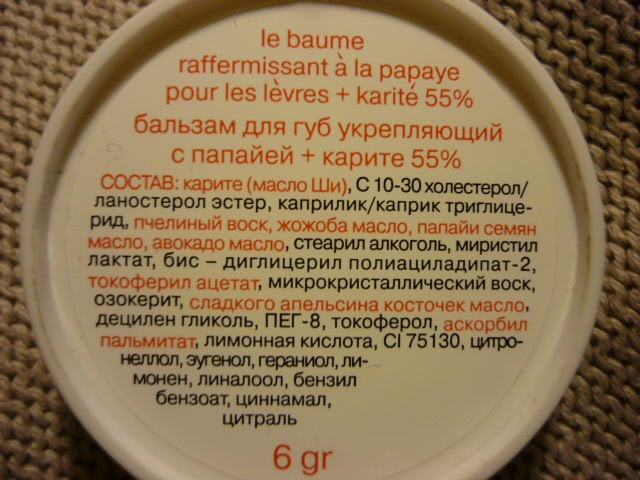 le baume
raffermissant à la papaye
pour les lèvres + karité 55%
бальзам для губ укрепляющий
с папайей + карите 55%
СОСТАВ: карите (масло Ши), С 10-30 холестерол/
ланостерол эстер, каприлик/каприк триглице-
рид, пчелиный воск, жожоба масло, папайи семян
масло, авокадо масло, стеарил алкоголь, миристил
лактат, бис – диглицерил полиациладипат-2,
токоферил ацетат, микрокристаллический воск,
озокерит, сладкого апельсина косточек масло,
децилен гликоль, ПЕГ-8, токоферол, аскорбил
пальмитат, лимонная кислота, CI 75130, цитро-
неллол, эугенол, гераниол, ли-
монен, линалоол, бензил
бензоат, циннамал,
цитраль
6 gr